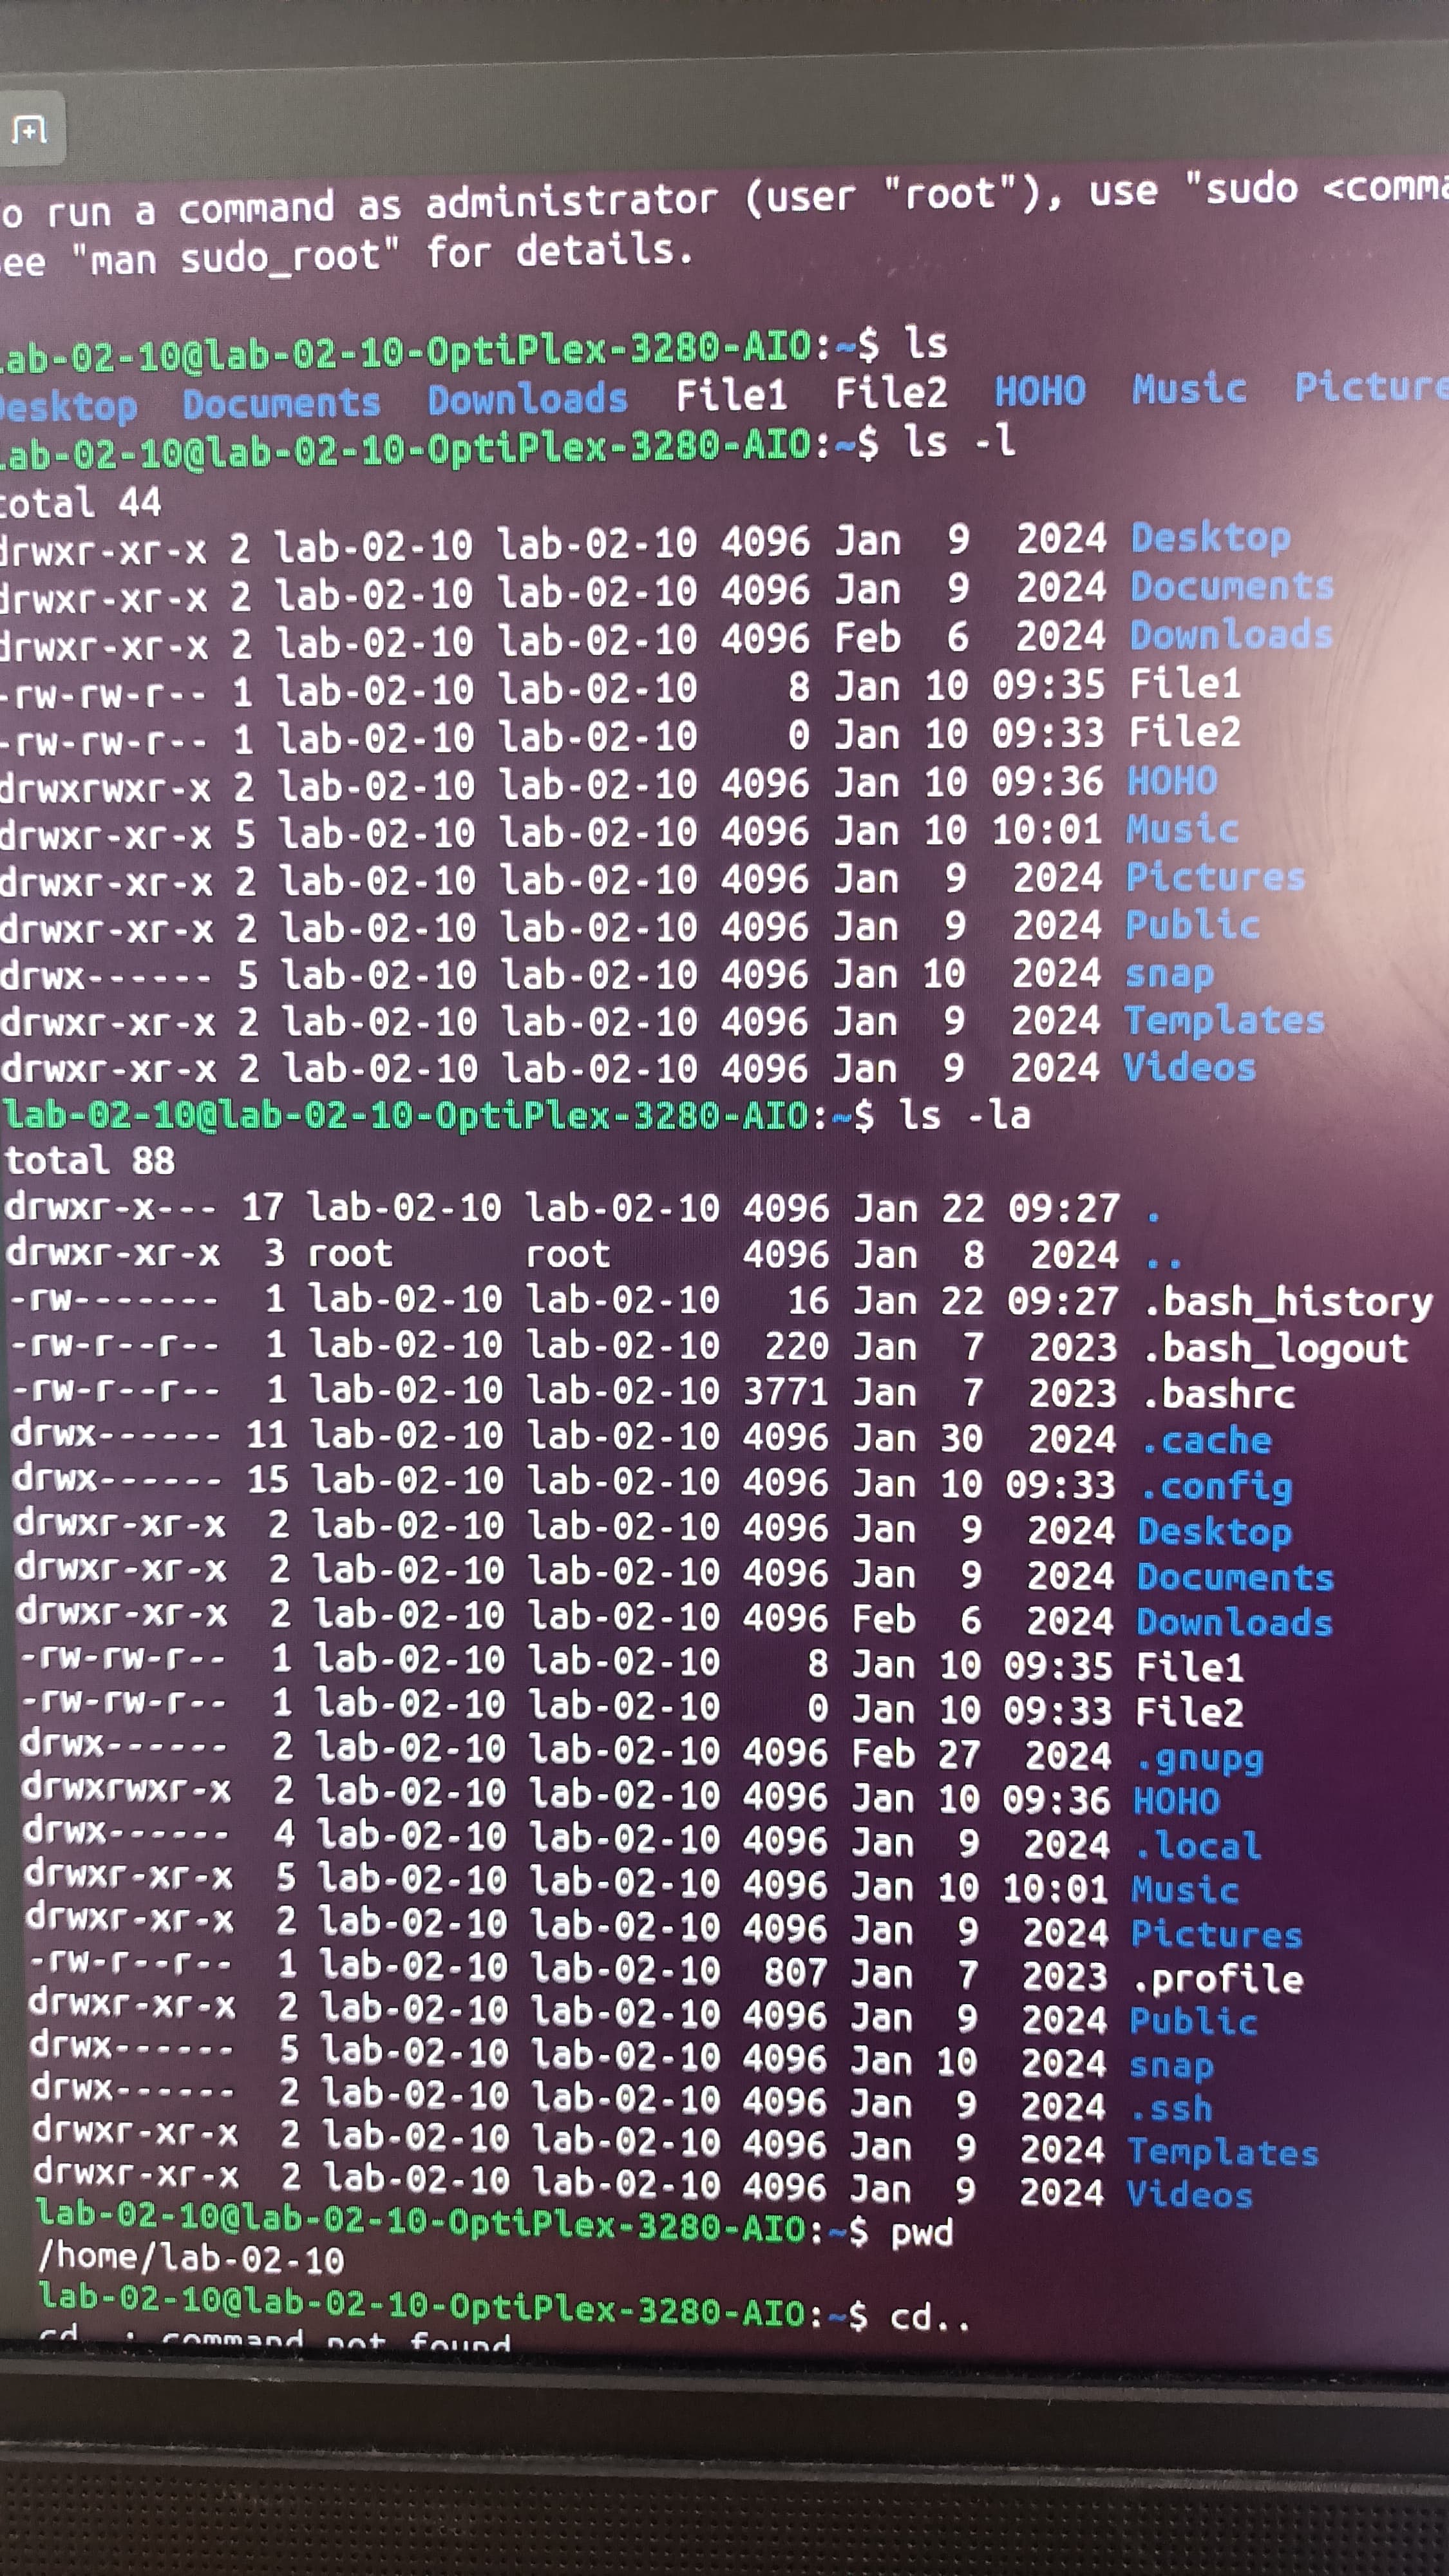 o run a command as administrator (user "root"), use "sudo <comma
ee "man sudo_root" for details.
lab-02-10@lab-02-10-OptiPlex-3280-AIO:~$ ls
Desktop  Documents  Downloads  File1  File2  HOHO  Music  Picture
lab-02-10@lab-02-10-OptiPlex-3280-AIO:~$ ls -l
total 44
drwxr-xr-x 2 lab-02-10 lab-02-10 4096 Jan  9  2024 Desktop
drwxr-xr-x 2 lab-02-10 lab-02-10 4096 Jan  9  2024 Documents
drwxr-xr-x 2 lab-02-10 lab-02-10 4096 Feb  6  2024 Downloads
-rw-rw-r-- 1 lab-02-10 lab-02-10    8 Jan 10 09:35 File1
-rw-rw-r-- 1 lab-02-10 lab-02-10    0 Jan 10 09:33 File2
drwxrwxr-x 2 lab-02-10 lab-02-10 4096 Jan 10 09:36 HOHO
drwxr-xr-x 5 lab-02-10 lab-02-10 4096 Jan 10 10:01 Music
drwxr-xr-x 2 lab-02-10 lab-02-10 4096 Jan  9  2024 Pictures
drwxr-xr-x 2 lab-02-10 lab-02-10 4096 Jan  9  2024 Public
drwx------ 5 lab-02-10 lab-02-10 4096 Jan 10  2024 snap
drwxr-xr-x 2 lab-02-10 lab-02-10 4096 Jan  9  2024 Templates
drwxr-xr-x 2 lab-02-10 lab-02-10 4096 Jan  9  2024 Videos
lab-02-10@lab-02-10-OptiPlex-3280-AIO:~$ ls -la
total 88
drwxr-x--- 17 lab-02-10 lab-02-10 4096 Jan 22 09:27 .
drwxr-xr-x  3 root      root      4096 Jan  8  2024 ..
-rw-------  1 lab-02-10 lab-02-10   16 Jan 22 09:27 .bash_history
-rw-r--r--  1 lab-02-10 lab-02-10  220 Jan  7  2023 .bash_logout
-rw-r--r--  1 lab-02-10 lab-02-10 3771 Jan  7  2023 .bashrc
drwx------ 11 lab-02-10 lab-02-10 4096 Jan 30  2024 .cache
drwx------ 15 lab-02-10 lab-02-10 4096 Jan 10 09:33 .config
drwxr-xr-x  2 lab-02-10 lab-02-10 4096 Jan  9  2024 Desktop
drwxr-xr-x  2 lab-02-10 lab-02-10 4096 Jan  9  2024 Documents
drwxr-xr-x  2 lab-02-10 lab-02-10 4096 Feb  6  2024 Downloads
-rw-rw-r--  1 lab-02-10 lab-02-10    8 Jan 10 09:35 File1
-rw-rw-r--  1 lab-02-10 lab-02-10    0 Jan 10 09:33 File2
drwx------  2 lab-02-10 lab-02-10 4096 Feb 27  2024 .gnupg
drwxrwxr-x  2 lab-02-10 lab-02-10 4096 Jan 10 09:36 HOHO
drwx------  4 lab-02-10 lab-02-10 4096 Jan  9  2024 .local
drwxr-xr-x  5 lab-02-10 lab-02-10 4096 Jan 10 10:01 Music
drwxr-xr-x  2 lab-02-10 lab-02-10 4096 Jan  9  2024 Pictures
-rw-r--r--  1 lab-02-10 lab-02-10  807 Jan  7  2023 .profile
drwxr-xr-x  2 lab-02-10 lab-02-10 4096 Jan  9  2024 Public
drwx------  5 lab-02-10 lab-02-10 4096 Jan 10  2024 snap
drwx------  2 lab-02-10 lab-02-10 4096 Jan  9  2024 .ssh
drwxr-xr-x  2 lab-02-10 lab-02-10 4096 Jan  9  2024 Templates
drwxr-xr-x  2 lab-02-10 lab-02-10 4096 Jan  9  2024 Videos
lab-02-10@lab-02-10-OptiPlex-3280-AIO:~$ pwd
/home/lab-02-10
lab-02-10@lab-02-10-OptiPlex-3280-AIO:~$ cd..
cd..: command not found